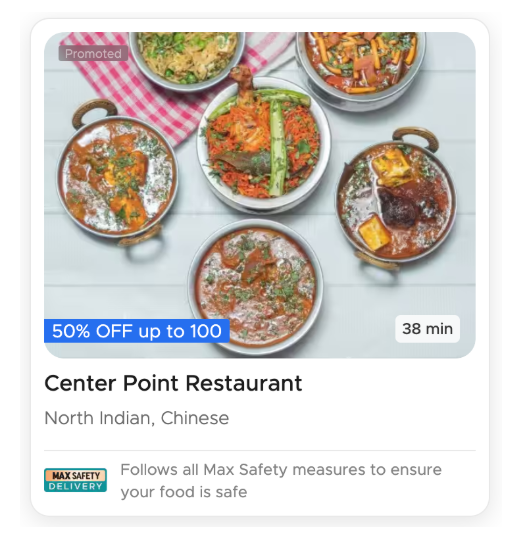 Promoted
50% OFF up to 100
38 min
Center Point Restaurant
North Indian, Chinese
MAX SAFETY
DELIVERY
Follows all Max Safety measures to ensure
your food is safe